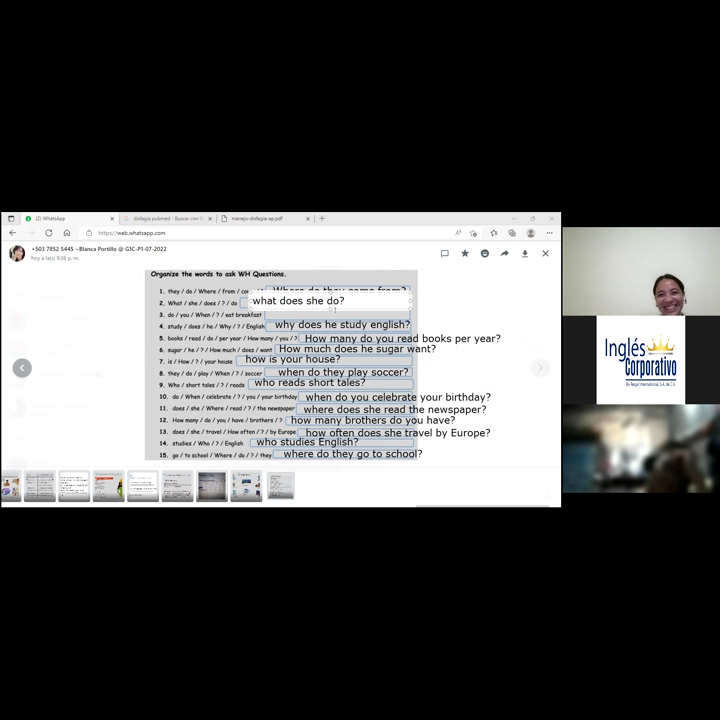 (2) WhatsApp
disfagia pubmed - Buscar con G
manejo-disfagia-ap.pdf
https://web.whatsapp.com
+503 7852 5445 ~Blanca Portillo @ G1C-P1-07-2022
hoy a la(s) 9:08 p. m.
Organize the words to ask WH Questions.
1. they / do / Where / from / co Where do they come from?
2. What / she / does / ? / do what does she do?
3. do / you / When / ? / eat breakfast
4. study / does / he / Why / ? / English why does he study english?
5. books / read / do / per year / How many / you / ? How many do you read books per year?
6. sugar / he / ? / How much / does / want How much does he sugar want?
7. is / How / ? / your house how is your house?
8. they / do / play / When / ? / soccer when do they play soccer?
9. Who / short tales / ? / reads who reads short tales?
10. do / When / celebrate / ? / you / your birthday when do you celebrate your birthday?
11. does / she / Where / read / ? / the newspaper where does she read the newspaper?
12. How many / do / you / have / brothers / ? how many brothers do you have?
13. does / she / travel / How often / ? / by Europe how often does she travel by Europe?
14. studies / Who / ? / English who studies English?
15. go / to school / Where / do / ? / they where do they go to school?
Inglés
Corporativo